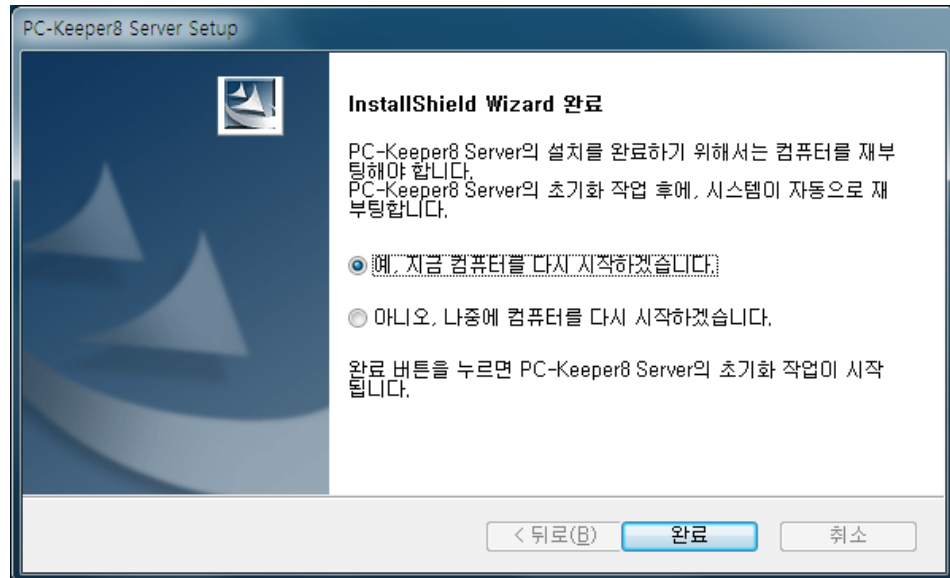 PC-Keeper8 Server Setup
InstallShield Wizard 완료
PC-Keeper8 Server의 설치를 완료하기 위해서는 컴퓨터를 재부
팅해야 합니다.
PC-Keeper8 Server의 초기화 작업 후에, 시스템이 자동으로 재
부팅합니다.
예, 지금 컴퓨터를 다시 시작하겠습니다.
아니오, 나중에 컴퓨터를 다시 시작하겠습니다.
완료 버튼을 누르면 PC-Keeper8 Server의 초기화 작업이 시작
됩니다.
< 뒤로(B) 완료 취소